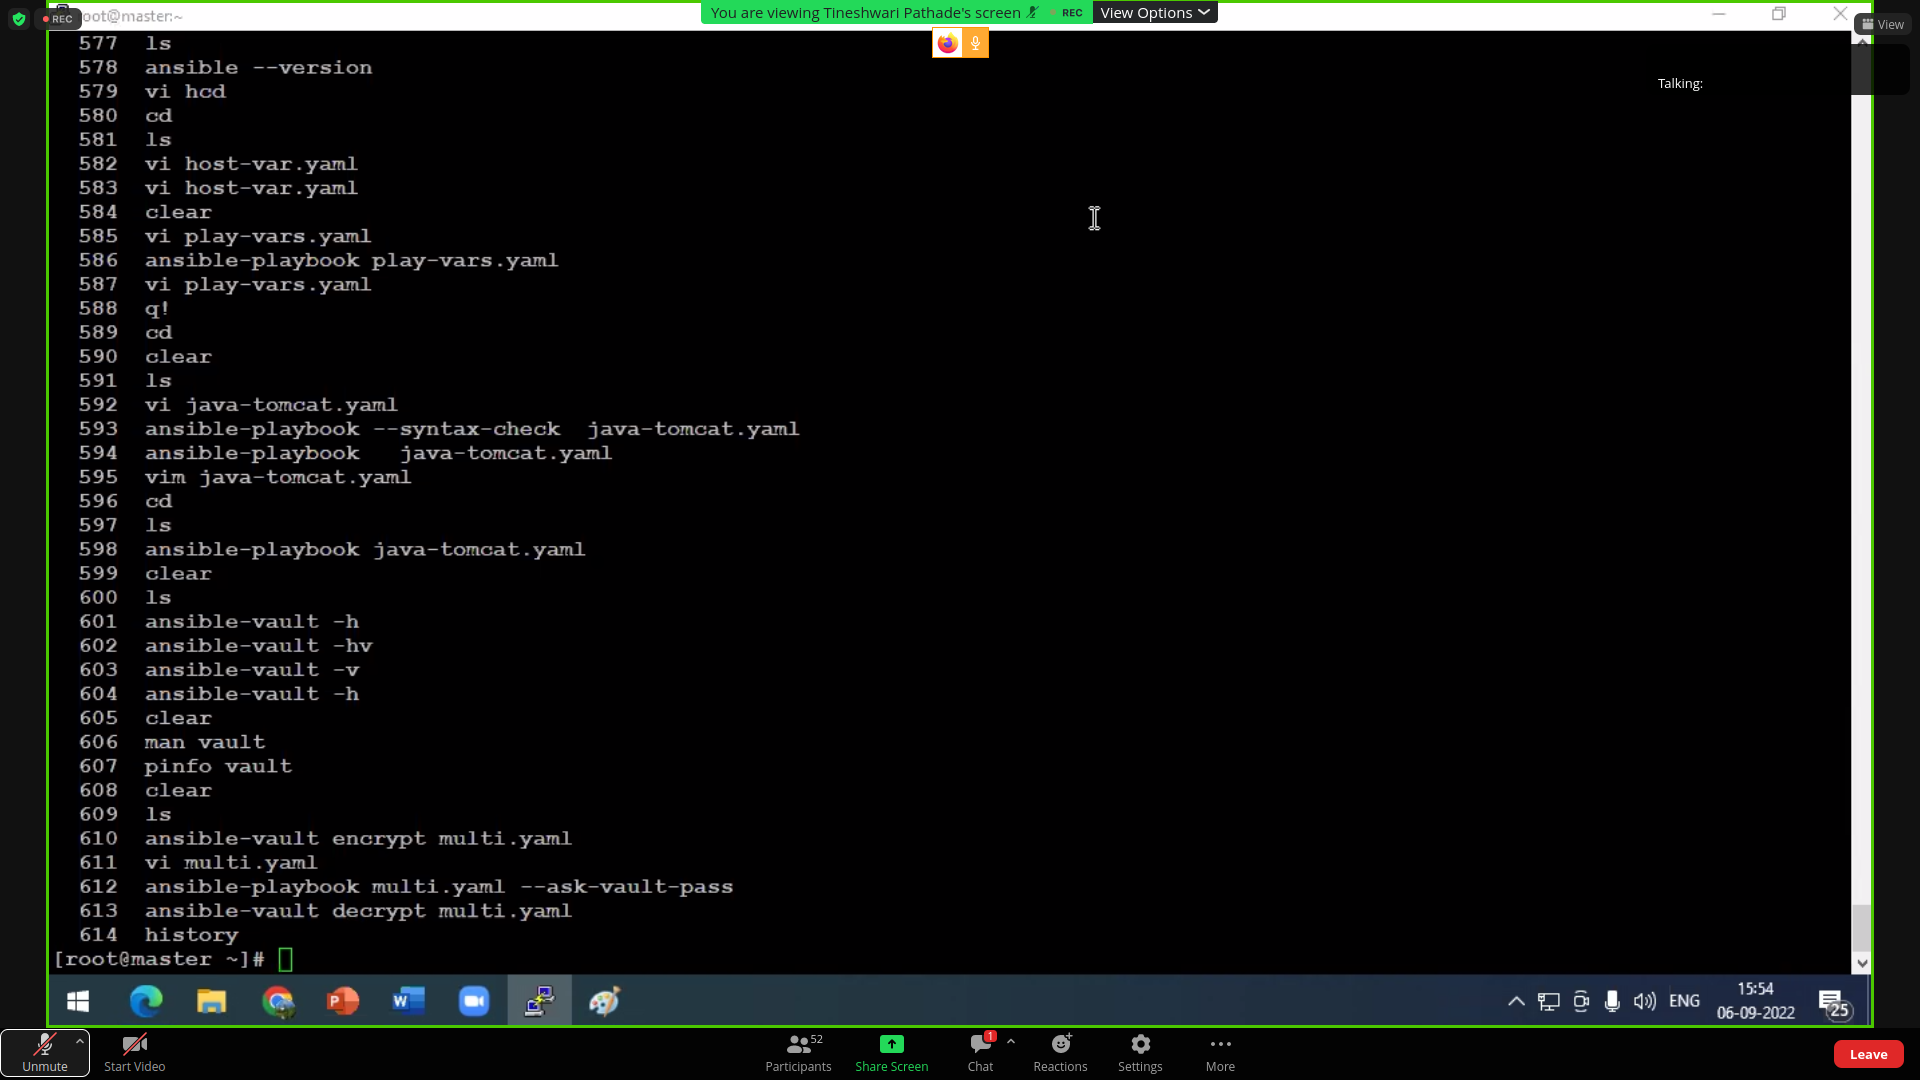 root@master:~
REC
You are viewing Tineshwari Pathade's screen
REC
View Options
View
Talking:
577 ls
578 ansible --version
579 vi hcd
580 cd
581 ls
582 vi host-var.yaml
583 vi host-var.yaml
584 clear
585 vi play-vars.yaml
586 ansible-playbook play-vars.yaml
587 vi play-vars.yaml
588 q!
589 cd
590 clear
591 ls
592 vi java-tomcat.yaml
593 ansible-playbook --syntax-check  java-tomcat.yaml
594 ansible-playbook   java-tomcat.yaml
595 vim java-tomcat.yaml
596 cd
597 ls
598 ansible-playbook java-tomcat.yaml
599 clear
600 ls
601 ansible-vault -h
602 ansible-vault -hv
603 ansible-vault -v
604 ansible-vault -h
605 clear
606 man vault
607 pinfo vault
608 clear
609 ls
610 ansible-vault encrypt multi.yaml
611 vi multi.yaml
612 ansible-playbook multi.yaml --ask-vault-pass
613 ansible-vault decrypt multi.yaml
614 history
[root@master ~]#
ENG
15:54
06-09-2022
25
Unmute
Start Video
52
Participants
Share Screen
1
Chat
Reactions
Settings
More
Leave